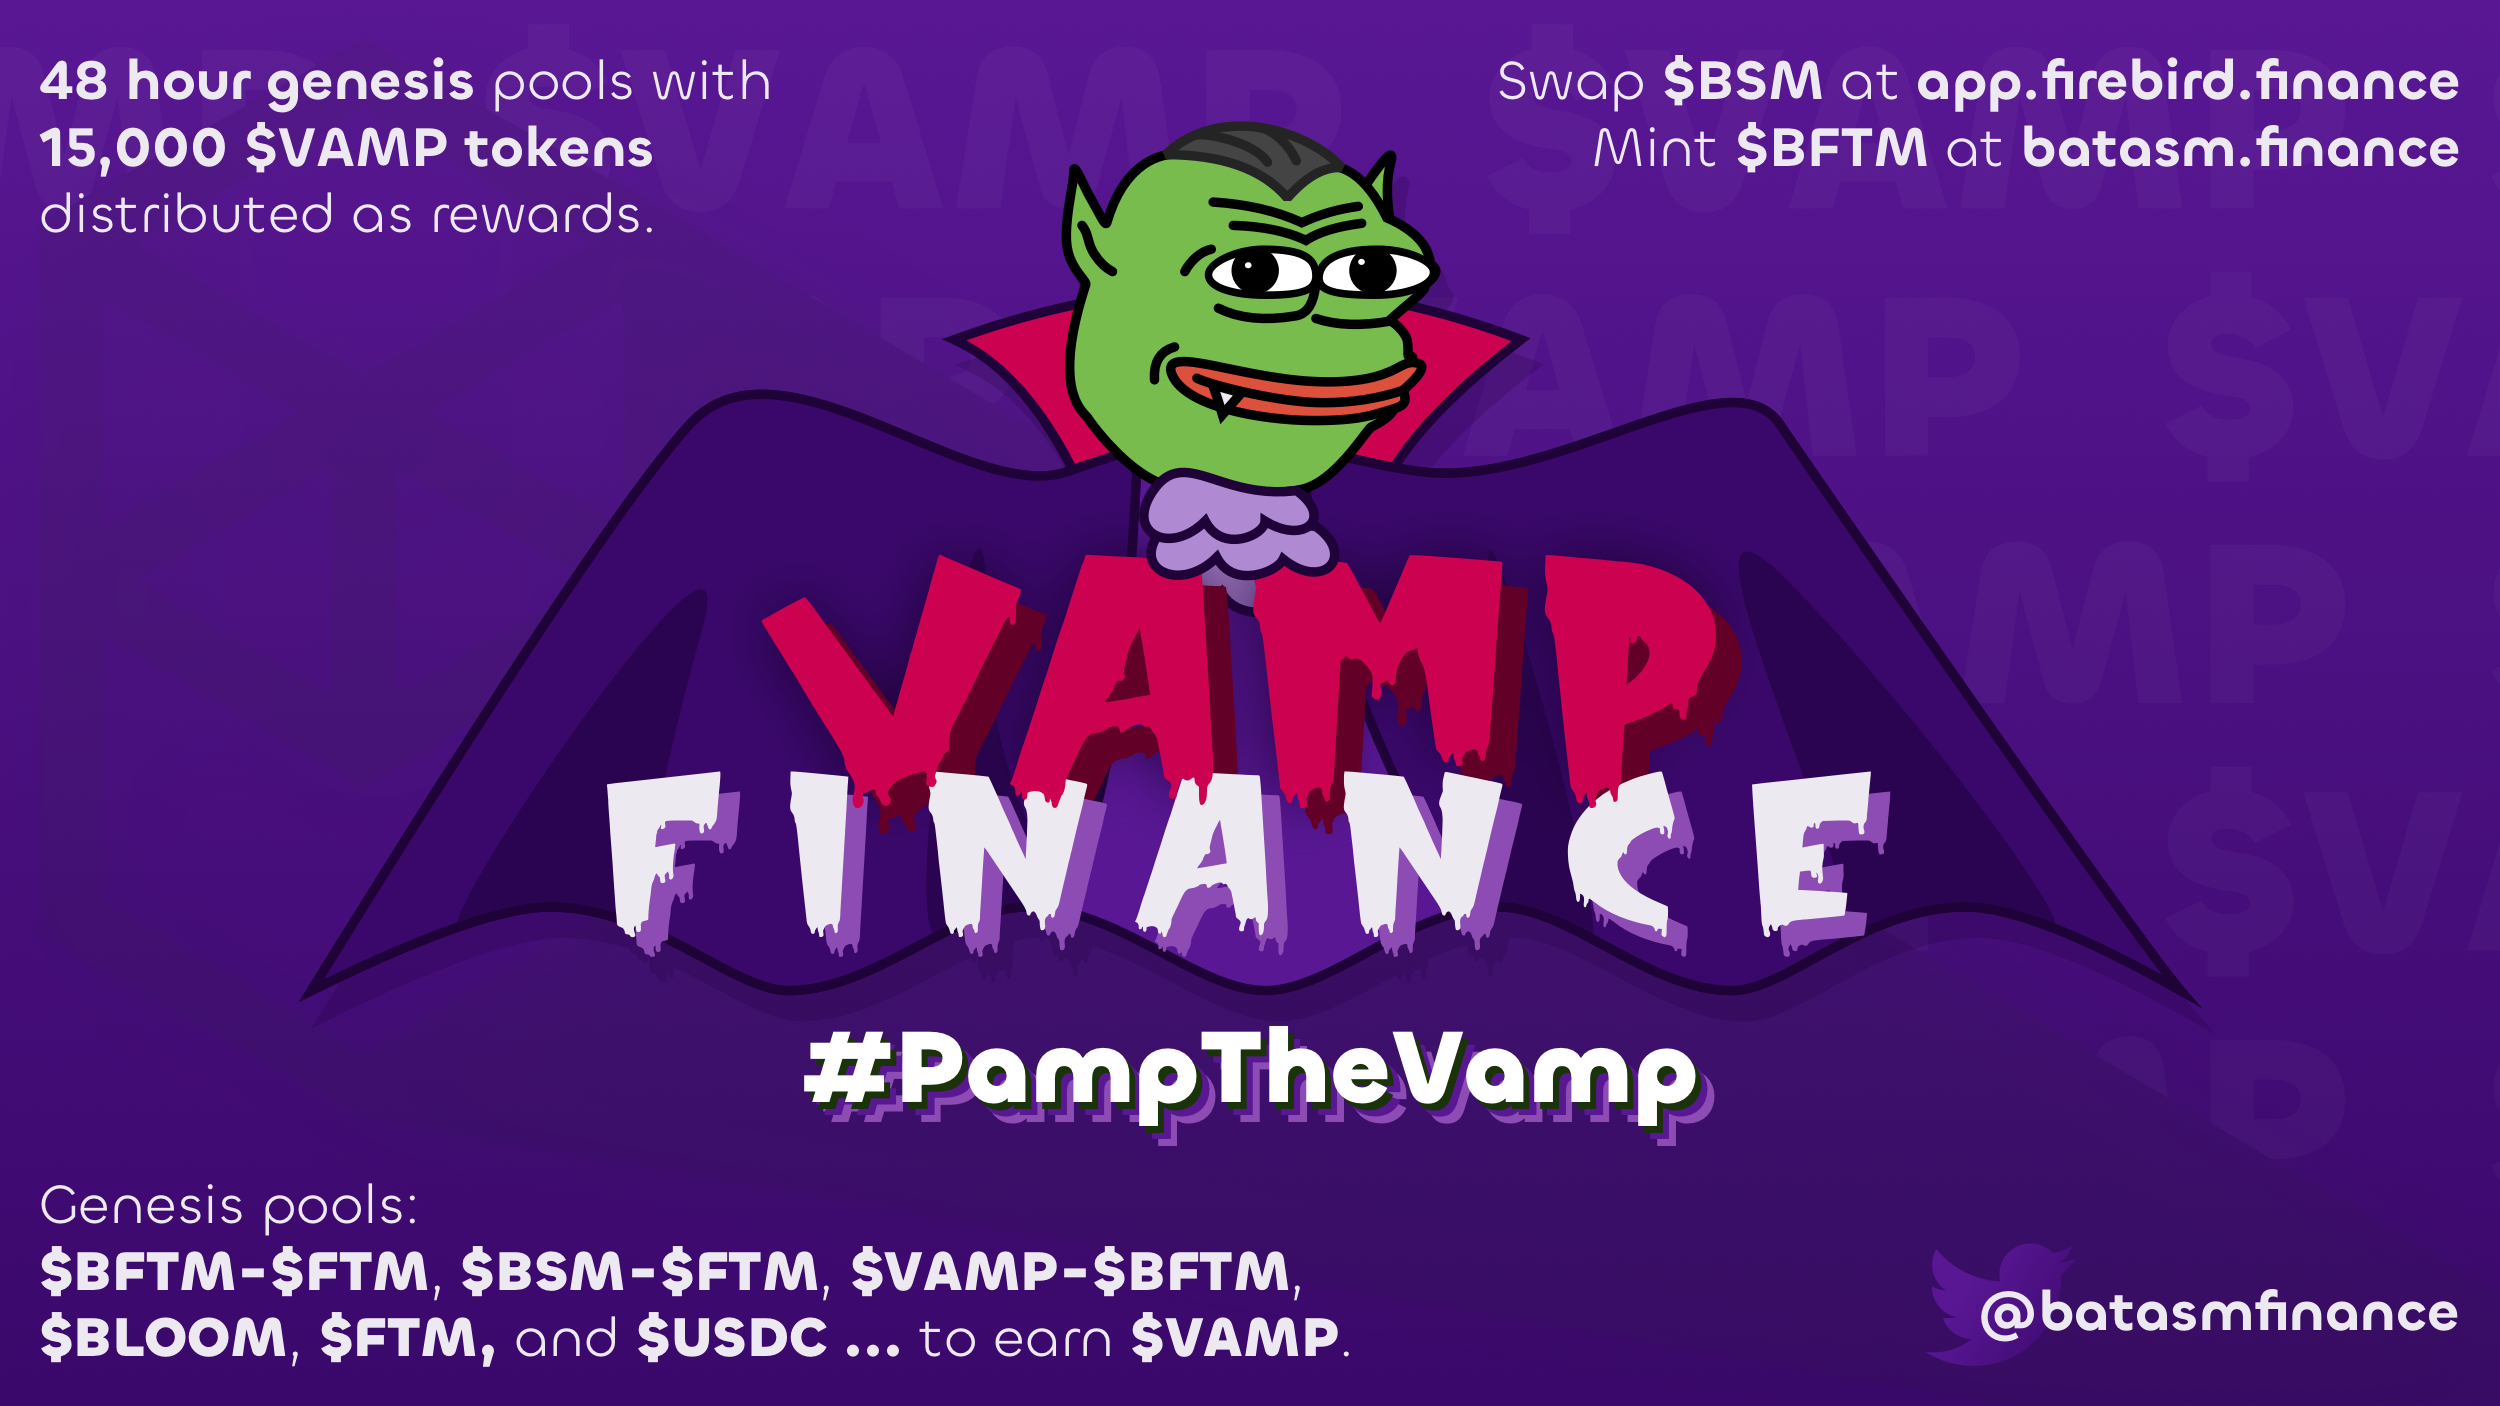 48 hour genesis pools with
15,000 $VAMP tokens
distributed as rewards.
Swap $BSM at app.firebird.finance
Mint $BFTM at batasm.finance
VAMP
FINANCE
#PampTheVamp
Genesis pools:
$BFTM-$FTM, $BSM-$FTM, $VAMP-$BFTM,
$BLOOM, $FTM, and $USDC ... to earn $VAMP.
@batasmfinance